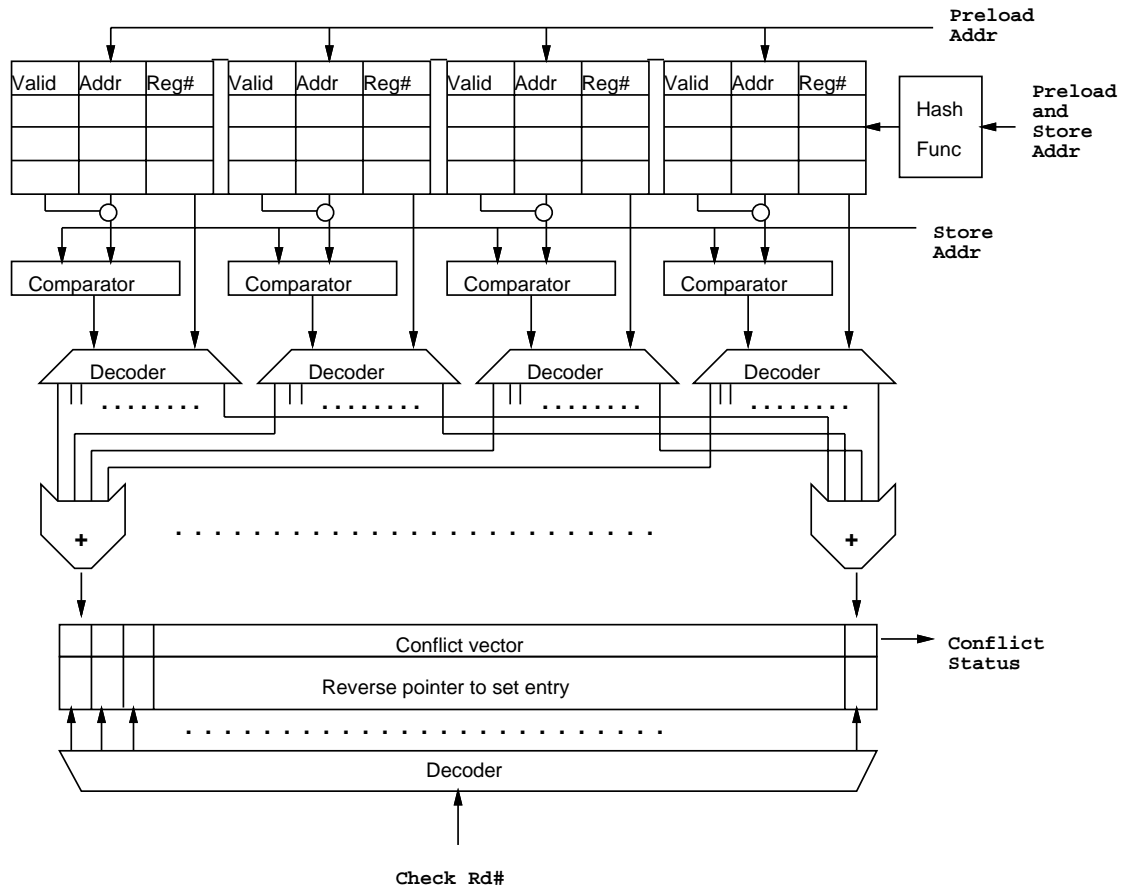 Preload
Addr
Valid Addr Reg# Valid Addr Reg# Valid Addr Reg# Valid Addr Reg#
Hash
Func
Preload
and
Store
Addr
Store
Addr
Comparator Comparator Comparator Comparator
Decoder Decoder Decoder Decoder
+ +
Conflict vector
Conflict
Status
Reverse pointer to set entry
Decoder
Check Rd#